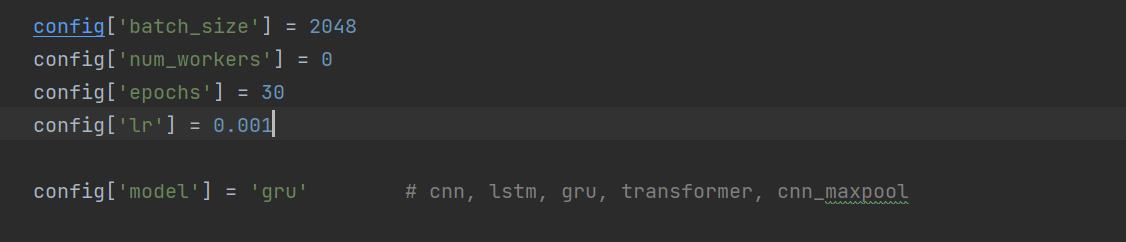 config['batch_size'] = 2048
config['num_workers'] = 0
config['epochs'] = 30
config['lr'] = 0.001
config['model'] = 'gru'        # cnn, lstm, gru, transformer, cnn_maxpool